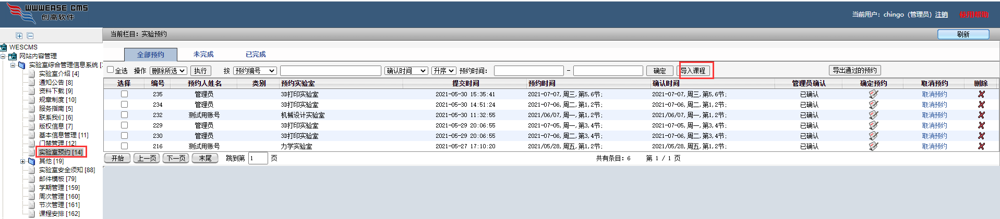 WWWEASE CMS
创高软件
当前用户：chingo（管理员）注销 使用帮助
当前栏目：实验预约 刷新
WESCMS
网站内容管理
实验室综合管理信息系统 [
实验室介绍 [4]
通知公告 [8]
资料下载 [9]
规章制度 [10]
服务指南 [5]
联系我们 [6]
版权信息 [7]
基本信息管理 [11]
门禁管理 [12]
实验室预约 [14]
其他 [19]
实验室安全须知 [88]
邮件模板 [79]
学期管理 [159]
周次管理 [160]
节次管理 [161]
课程安排 [162]
全部预约 未完成 已完成
全选 操作 删除所选 执行 按 预约编号 确认时间 升序 预约时间： - 确定 导入课程 导出通过的预约
选择 编号 预约人姓名 类别 预约实验室 提交时间 预约时间 确认时间 管理员确认 确定预约 取消预约 删除
235 管理员 3D打印实验室 2021-05-30 15:35:41 2021-07-07,周三,第5,6节; 2021-07-07,周三,第5,6节; 已确认 取消预约
234 管理员 3D打印实验室 2021-05-30 14:51:24 2021-07-06,周二,第1,2节; 2021-07-06,周二,第1,2节; 已确认 取消预约
232 测试用账号 机械设计实验室 2021-05-30 11:32:55 2021/06/07,周一,第1,2节; 2021/06/07,周一,第1,2节; 已确认 取消预约
229 管理员 3D打印实验室 2021-05-29 20:06:55 2021-07-05,周一,第3,4节; 2021-07-05,周一,第3,4节; 已确认 取消预约
230 管理员 3D打印实验室 2021-05-29 20:06:55 2021-07-06,周二,第3,4节; 2021-07-06,周二,第3,4节; 已确认 取消预约
216 测试用账号 力学实验室 2021-05-27 17:10:20 2021/05/28,周五,第1,2节; 2021/05/28,周五,第1,2节; 已确认 取消预约
开始 上一页 下一页 末尾 跳到第 1 页 共有条目：6 第 1 / 1 页